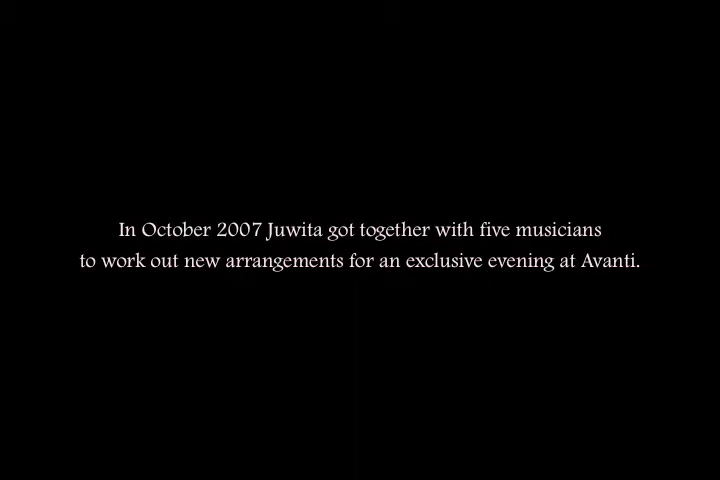 In October 2007 Juwita got together with five musicians
to work out new arrangements for an exclusive evening at Avanti.